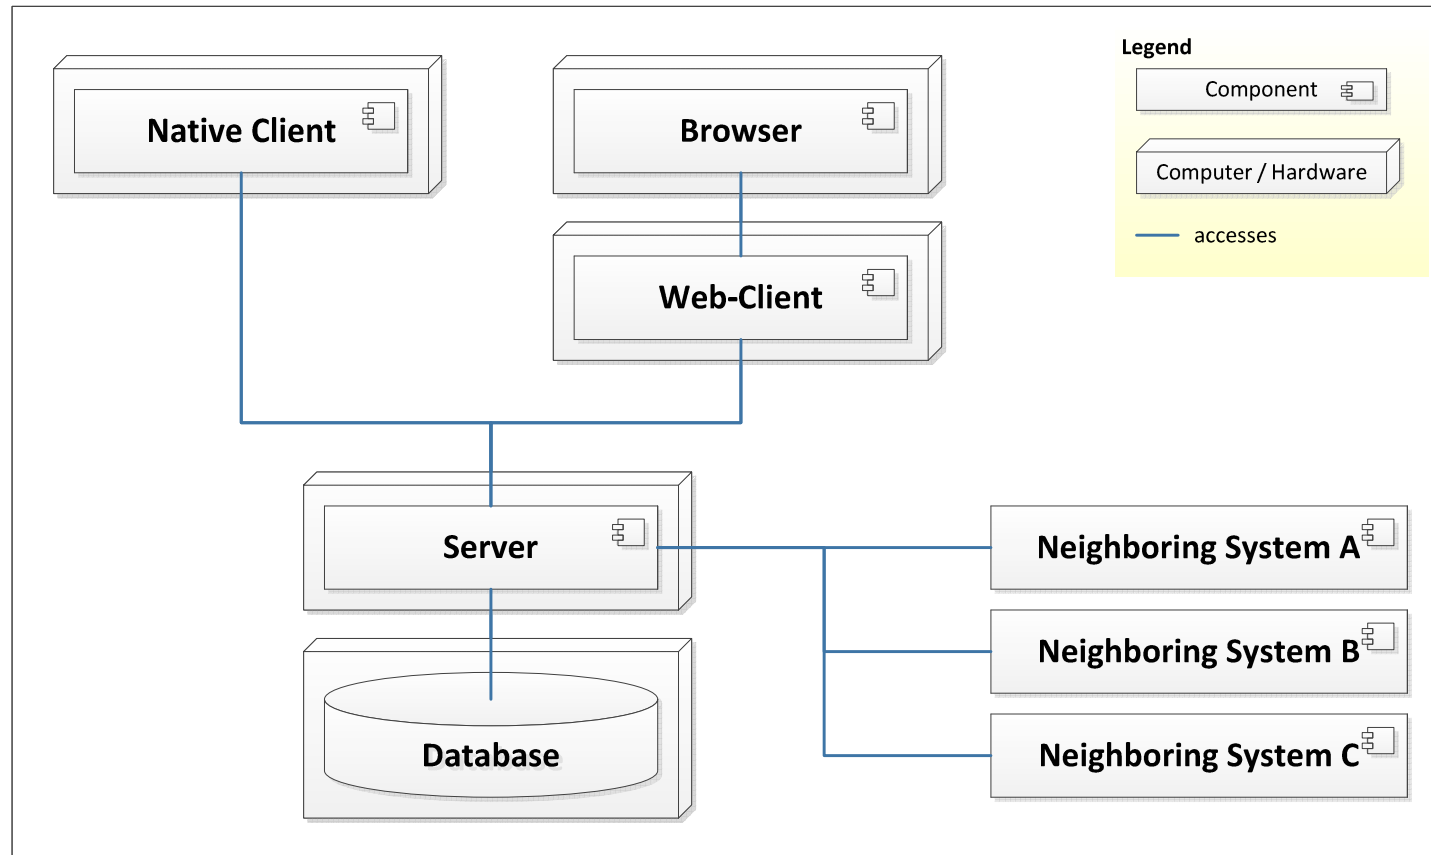 Legend
Component
Computer / Hardware
accesses
Native Client
Browser
Web-Client
Server
Database
Neighboring System A
Neighboring System B
Neighboring System C